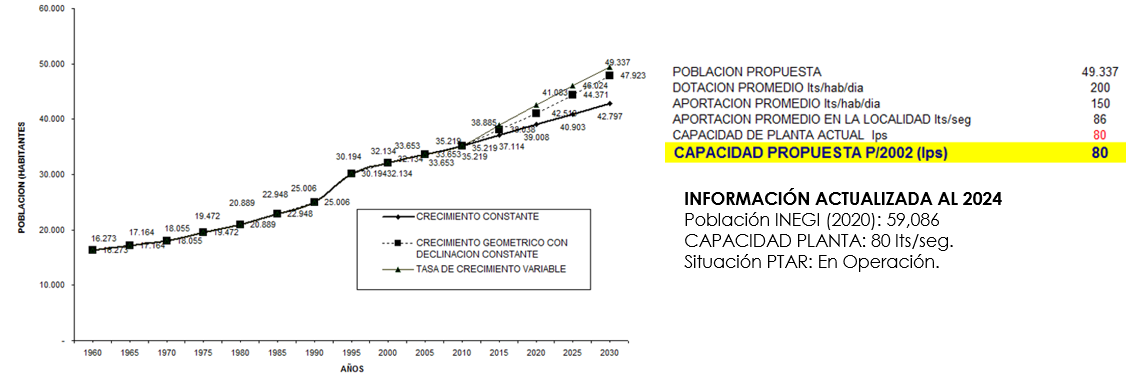 POBLACION (HABITANTES)
60.000
50.000
40.000
30.000
20.000
10.000
-
16.273
16.273
17.164
17.164
18.055
18.055
19.472
19.472
20.889
20.889
22.948
22.948
25.006
25.006
30.194
30.194
32.134
32.134
32.134
33.653
33.653
33.653
35.219
35.219
35.219
38.885
38.038
37.114
41.083
42.518
39.008
46.024
44.371
40.903
49.337
47.923
42.797
CRECIMIENTO CONSTANTE
CRECIMIENTO GEOMETRICO CON
DECLINACION CONSTANTE
TASA DE CRECIMIENTO VARIABLE
1960 1965 1970 1975 1980 1985 1990 1995 2000 2005 2010 2015 2020 2025 2030
AÑOS
POBLACION PROPUESTA 49.337
DOTACION PROMEDIO lts/hab/dia 200
APORTACION PROMEDIO lts/hab/dia 150
APORTACION PROMEDIO EN LA LOCALIDAD lts/seg 86
CAPACIDAD DE PLANTA ACTUAL lps 80
CAPACIDAD PROPUESTA P/2002 (lps) 80
INFORMACIÓN ACTUALIZADA AL 2024
Población INEGI (2020): 59,086
CAPACIDAD PLANTA: 80 lts/seg.
Situación PTAR: En Operación.